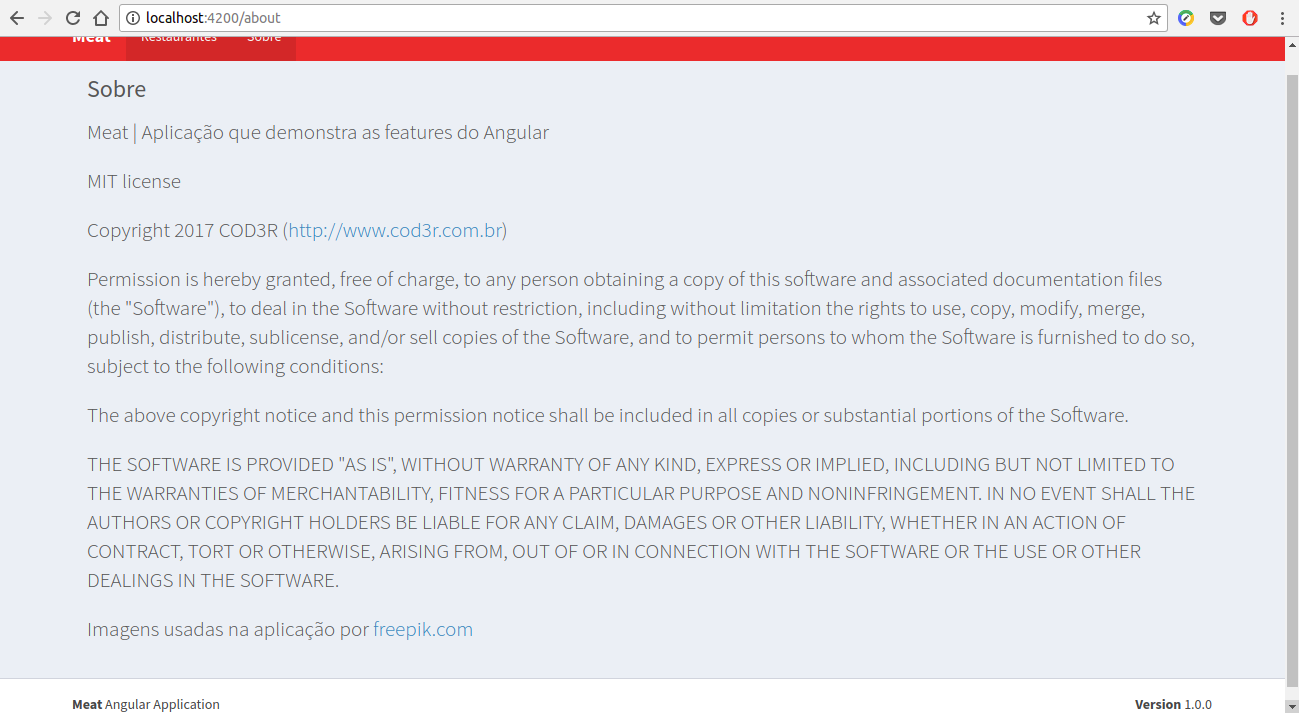 localhost:4200/about
Meat Restaurantes Sobre
Sobre
Meat | Aplicação que demonstra as features do Angular
MIT license
Copyright 2017 COD3R (http://www.cod3r.com.br)
Permission is hereby granted, free of charge, to any person obtaining a copy of this software and associated documentation files
(the "Software"), to deal in the Software without restriction, including without limitation the rights to use, copy, modify, merge,
publish, distribute, sublicense, and/or sell copies of the Software, and to permit persons to whom the Software is furnished to do so,
subject to the following conditions:
The above copyright notice and this permission notice shall be included in all copies or substantial portions of the Software.
THE SOFTWARE IS PROVIDED "AS IS", WITHOUT WARRANTY OF ANY KIND, EXPRESS OR IMPLIED, INCLUDING BUT NOT LIMITED TO
THE WARRANTIES OF MERCHANTABILITY, FITNESS FOR A PARTICULAR PURPOSE AND NONINFRINGEMENT. IN NO EVENT SHALL THE
AUTHORS OR COPYRIGHT HOLDERS BE LIABLE FOR ANY CLAIM, DAMAGES OR OTHER LIABILITY, WHETHER IN AN ACTION OF
CONTRACT, TORT OR OTHERWISE, ARISING FROM, OUT OF OR IN CONNECTION WITH THE SOFTWARE OR THE USE OR OTHER
DEALINGS IN THE SOFTWARE.
Imagens usadas na aplicação por freepik.com
Meat Angular Application Version 1.0.0